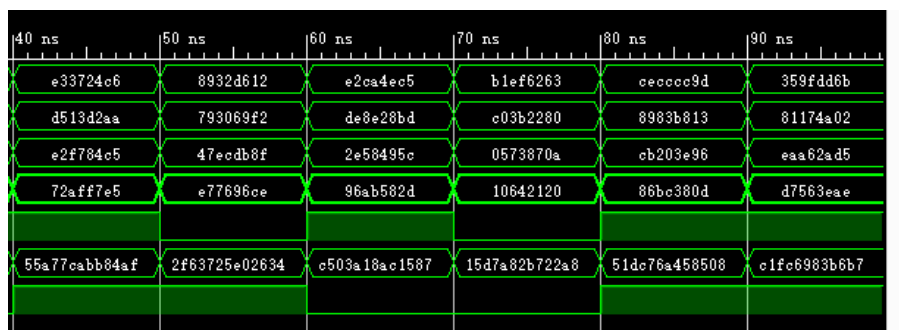 40 ns 50 ns 60 ns 70 ns 80 ns 90 ns
e33724c6 8932d612 e2ca4ec5 b1ef6263 cecccc9d 359fdd6b
d513d2aa 793069f2 de8e28bd c03b2280 8983b813 81174a02
e2f784c5 47ecdb8f 2e58495c 0573870a cb203e96 eaa62ad5
72aff7e5 e77696ce 96ab582d 10642120 86bc380d d7563eae
55a77cabb84af 2f63725e02634 c503a18ac1587 15d7a82b722a8 51dc76a458508 c1fc6983b6b7